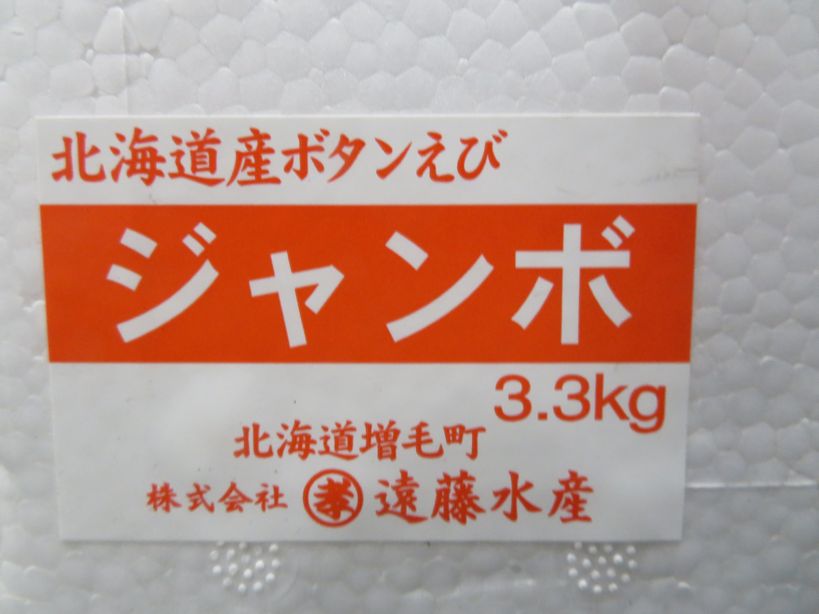 北海道産ボタンえび
ジャンボ
3.3kg
北海道増毛町
株式会社 孝 遠藤水産